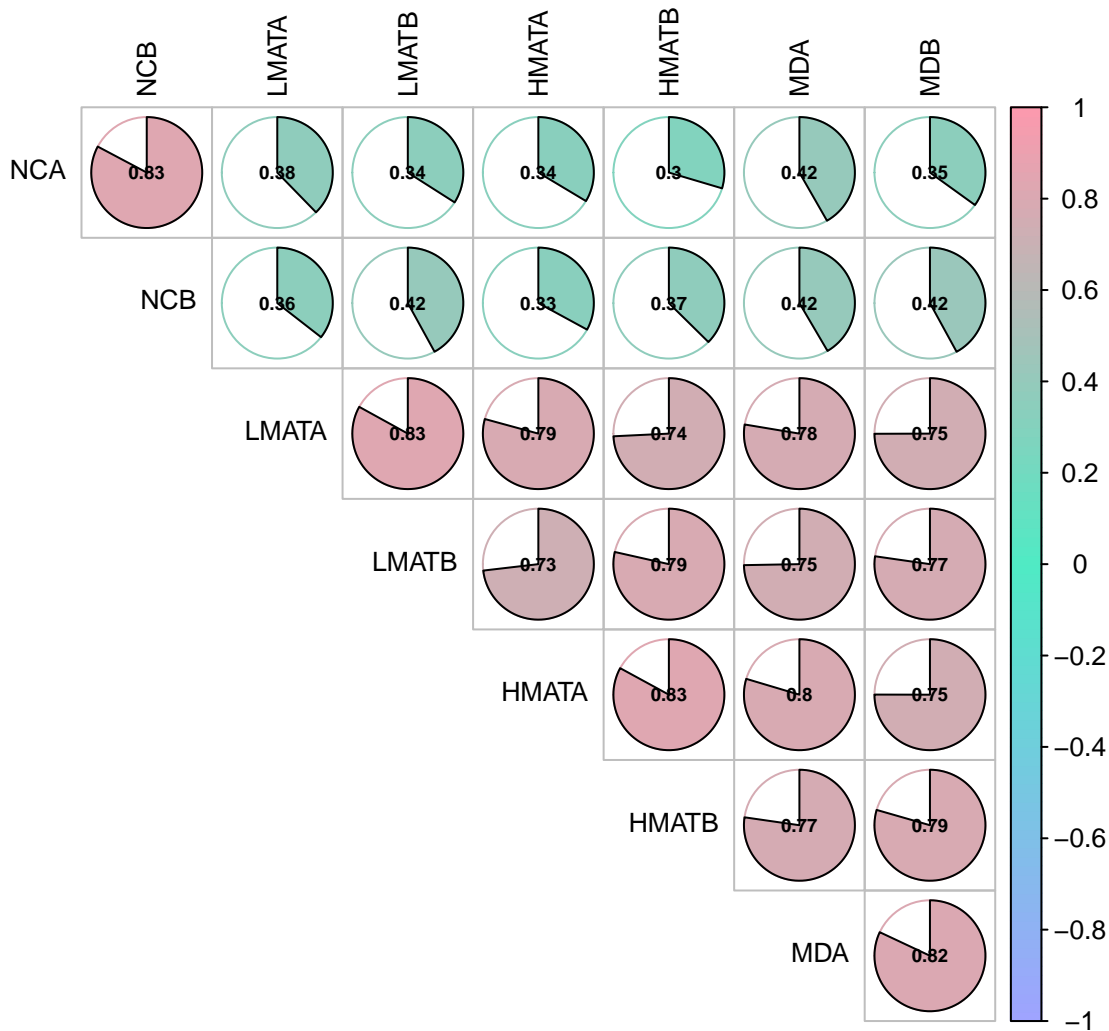 NCB LMATA LMATB HMATA HMATB MDA MDB
NCA 0.83 0.38 0.34 0.34 0.3 0.42 0.35
NCB 0.36 0.42 0.33 0.37 0.42 0.42
LMATA 0.83 0.79 0.74 0.78 0.75
LMATB 0.73 0.79 0.75 0.77
HMATA 0.83 0.8 0.75
HMATB 0.77 0.79
MDA 0.82
1
0.8
0.6
0.4
0.2
0
−0.2
−0.4
−0.6
−0.8
−1